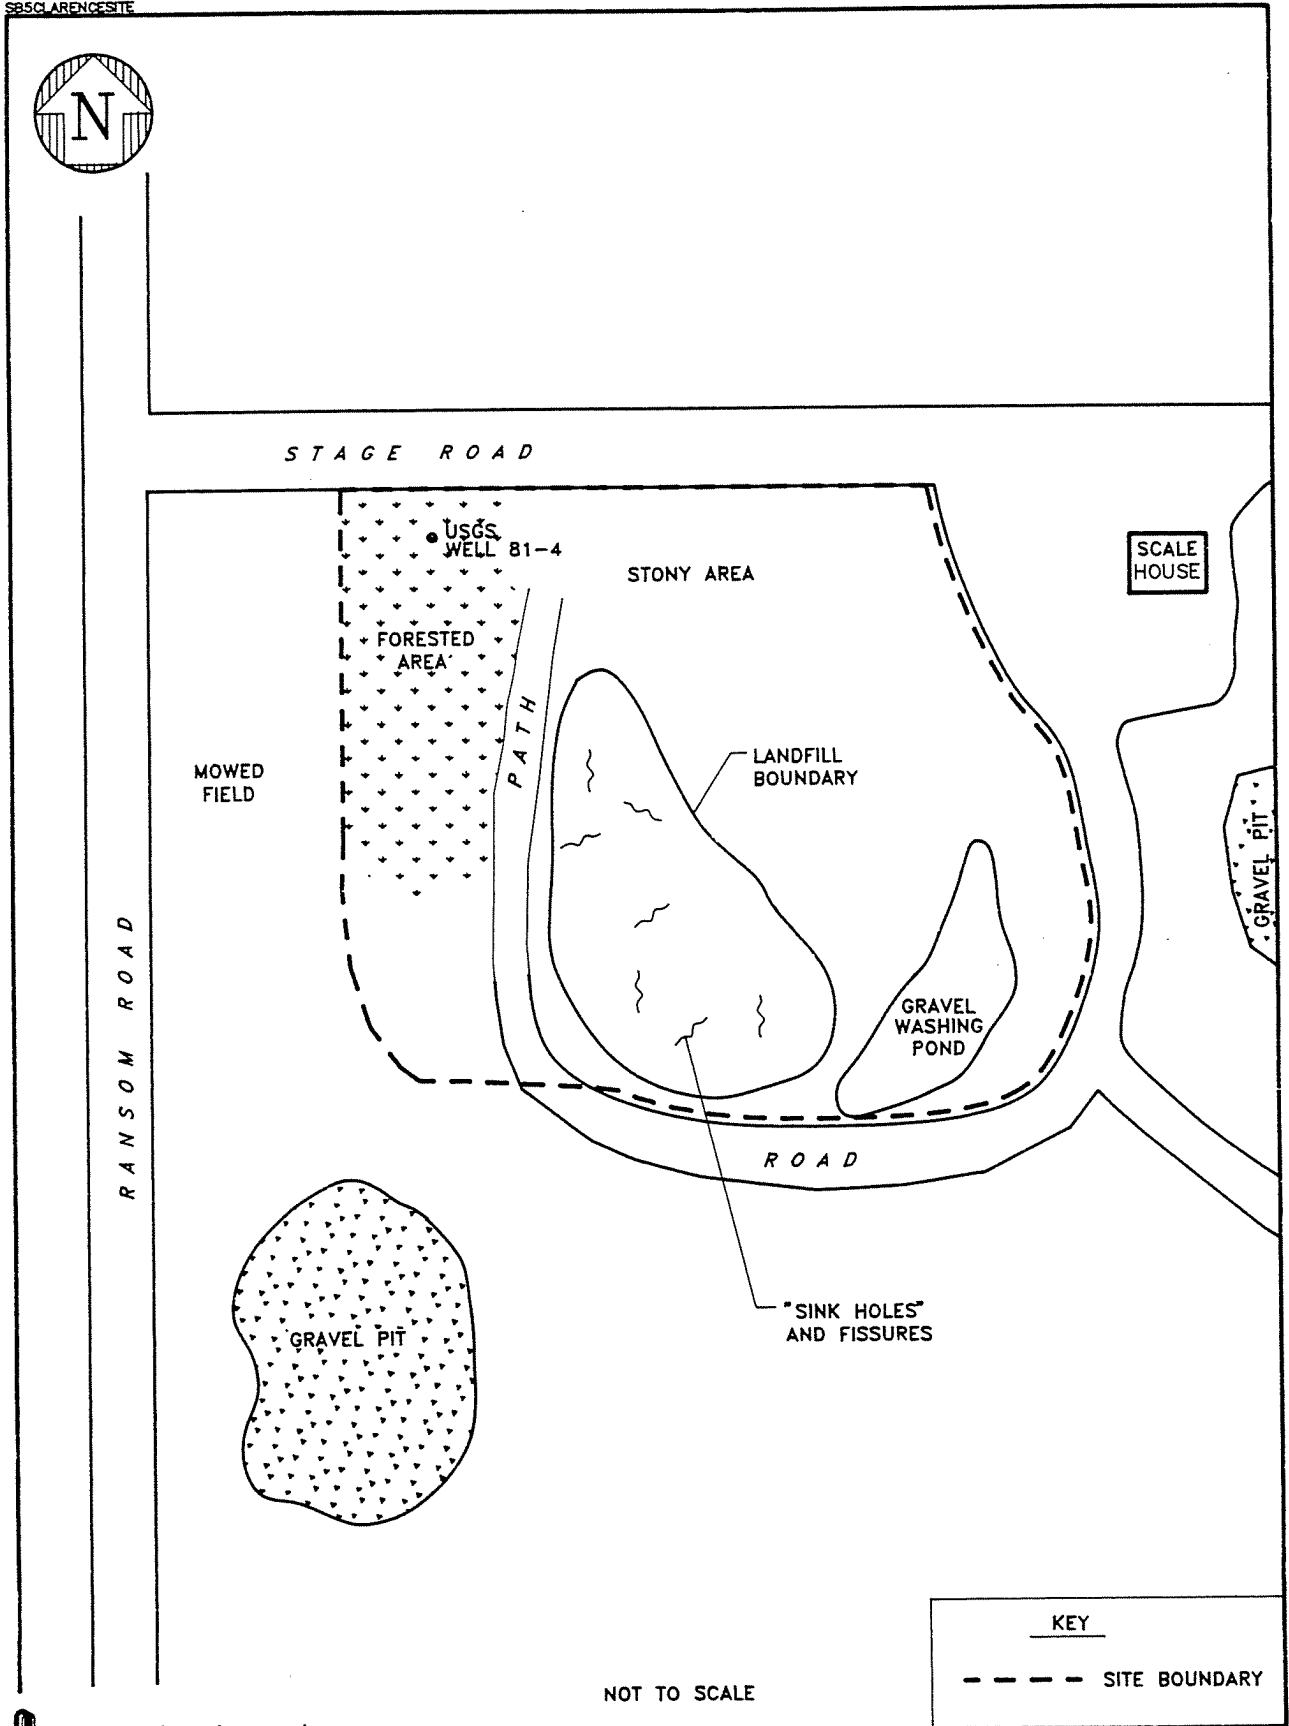 SB5CLARENCESITE
N
STAGE ROAD
USGS
WELL 81-4
STONY AREA
SCALE
HOUSE
FORESTED
AREA
PATH
MOWED
FIELD
LANDFILL
BOUNDARY
GRAVEL PIT
RANSOM ROAD
GRAVEL
WASHING
POND
ROAD
"SINK HOLES"
AND FISSURES
GRAVEL PIT
KEY
SITE BOUNDARY
NOT TO SCALE